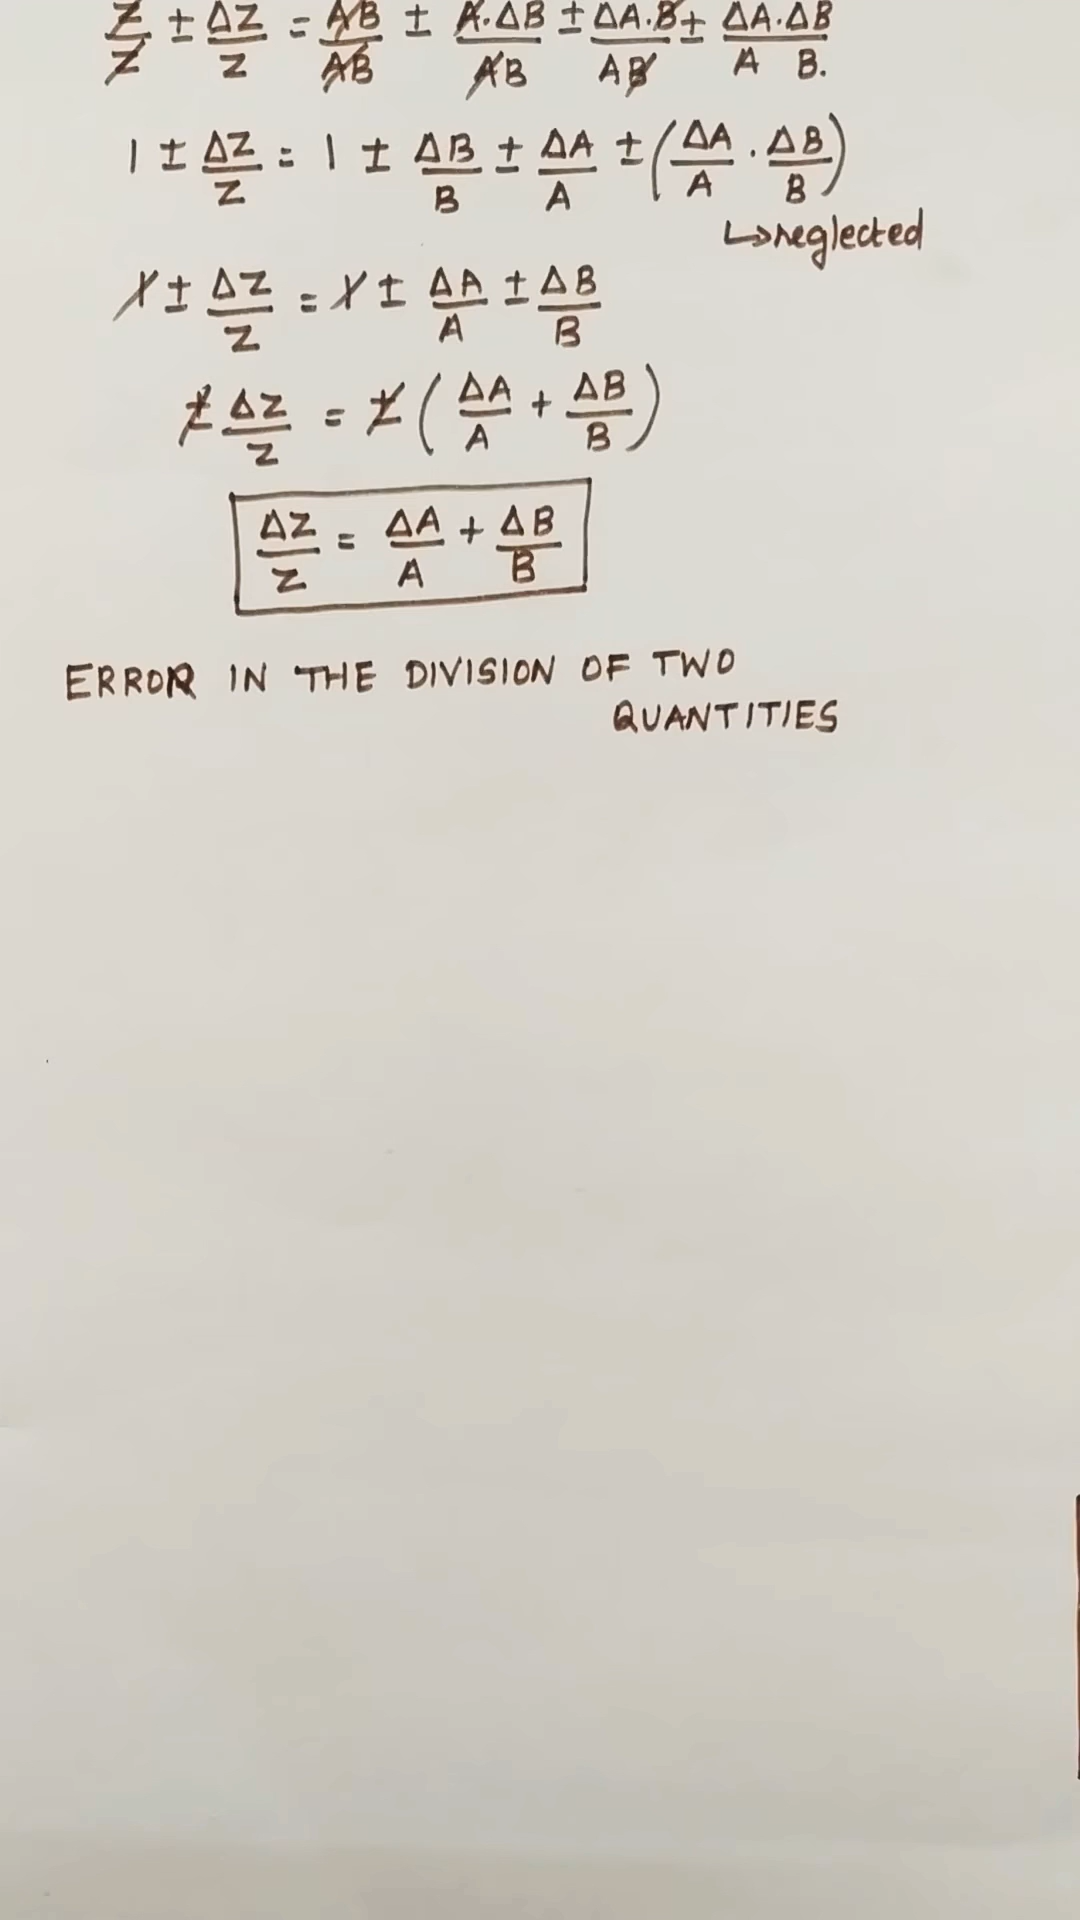 Z/Z ± ΔZ/Z = AB/AB ± A.ΔB/AB ± ΔA.B/AB ± ΔA.ΔB/A B.
1 ± ΔZ/Z = 1 ± ΔB/B ± ΔA/A ± (ΔA/A . ΔB/B)
↳neglected
1 ± ΔZ/Z = 1 ± ΔA/A ± ΔB/B
± ΔZ/Z = ± (ΔA/A + ΔB/B)
ΔZ/Z = ΔA/A + ΔB/B
ERROR IN THE DIVISION OF TWO
QUANTITIES